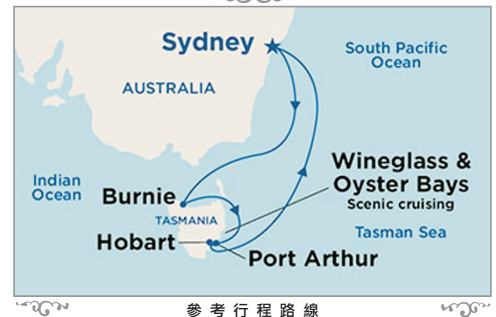 Sydney
South Pacific
Ocean
AUSTRALIA
Wineglass &
Oyster Bays
Scenic cruising
Indian
Ocean
Burnie
TASMANIA
Tasman Sea
Hobart
Port Arthur
參考行程路線